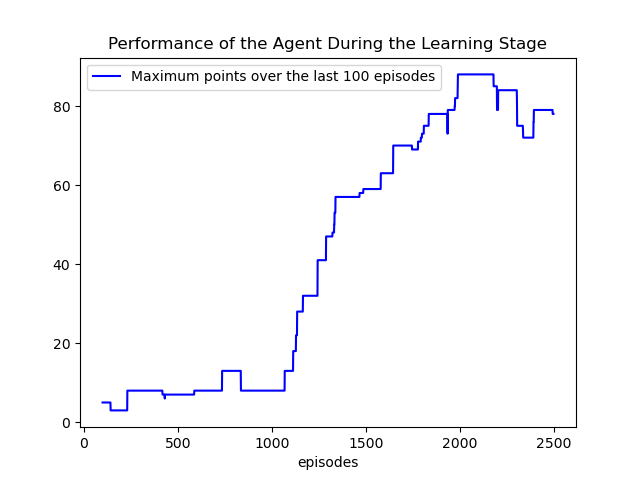 Performance of the Agent During the Learning Stage
Maximum points over the last 100 episodes
80
60
40
20
0
0 500 1000 1500 2000 2500
episodes